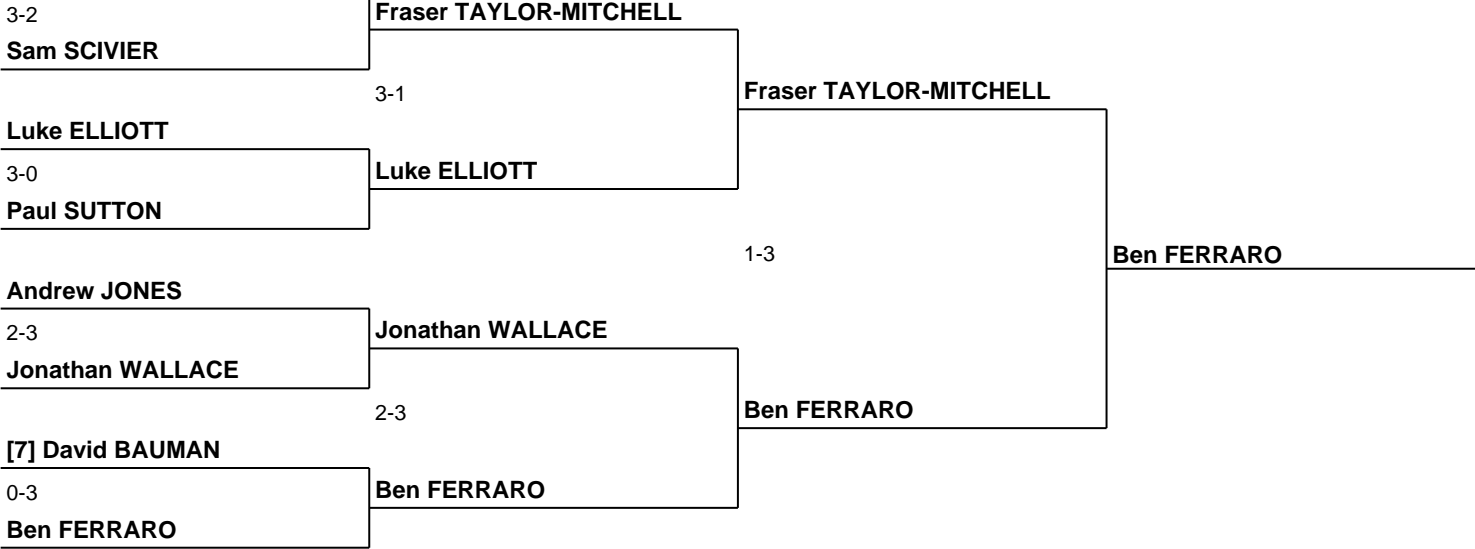 3-2
Fraser TAYLOR-MITCHELL
Sam SCIVIER
3-1
Fraser TAYLOR-MITCHELL
Luke ELLIOTT
3-0
Luke ELLIOTT
Paul SUTTON
1-3
Ben FERRARO
Andrew JONES
2-3
Jonathan WALLACE
Jonathan WALLACE
2-3
Ben FERRARO
[7] David BAUMAN
0-3
Ben FERRARO
Ben FERRARO